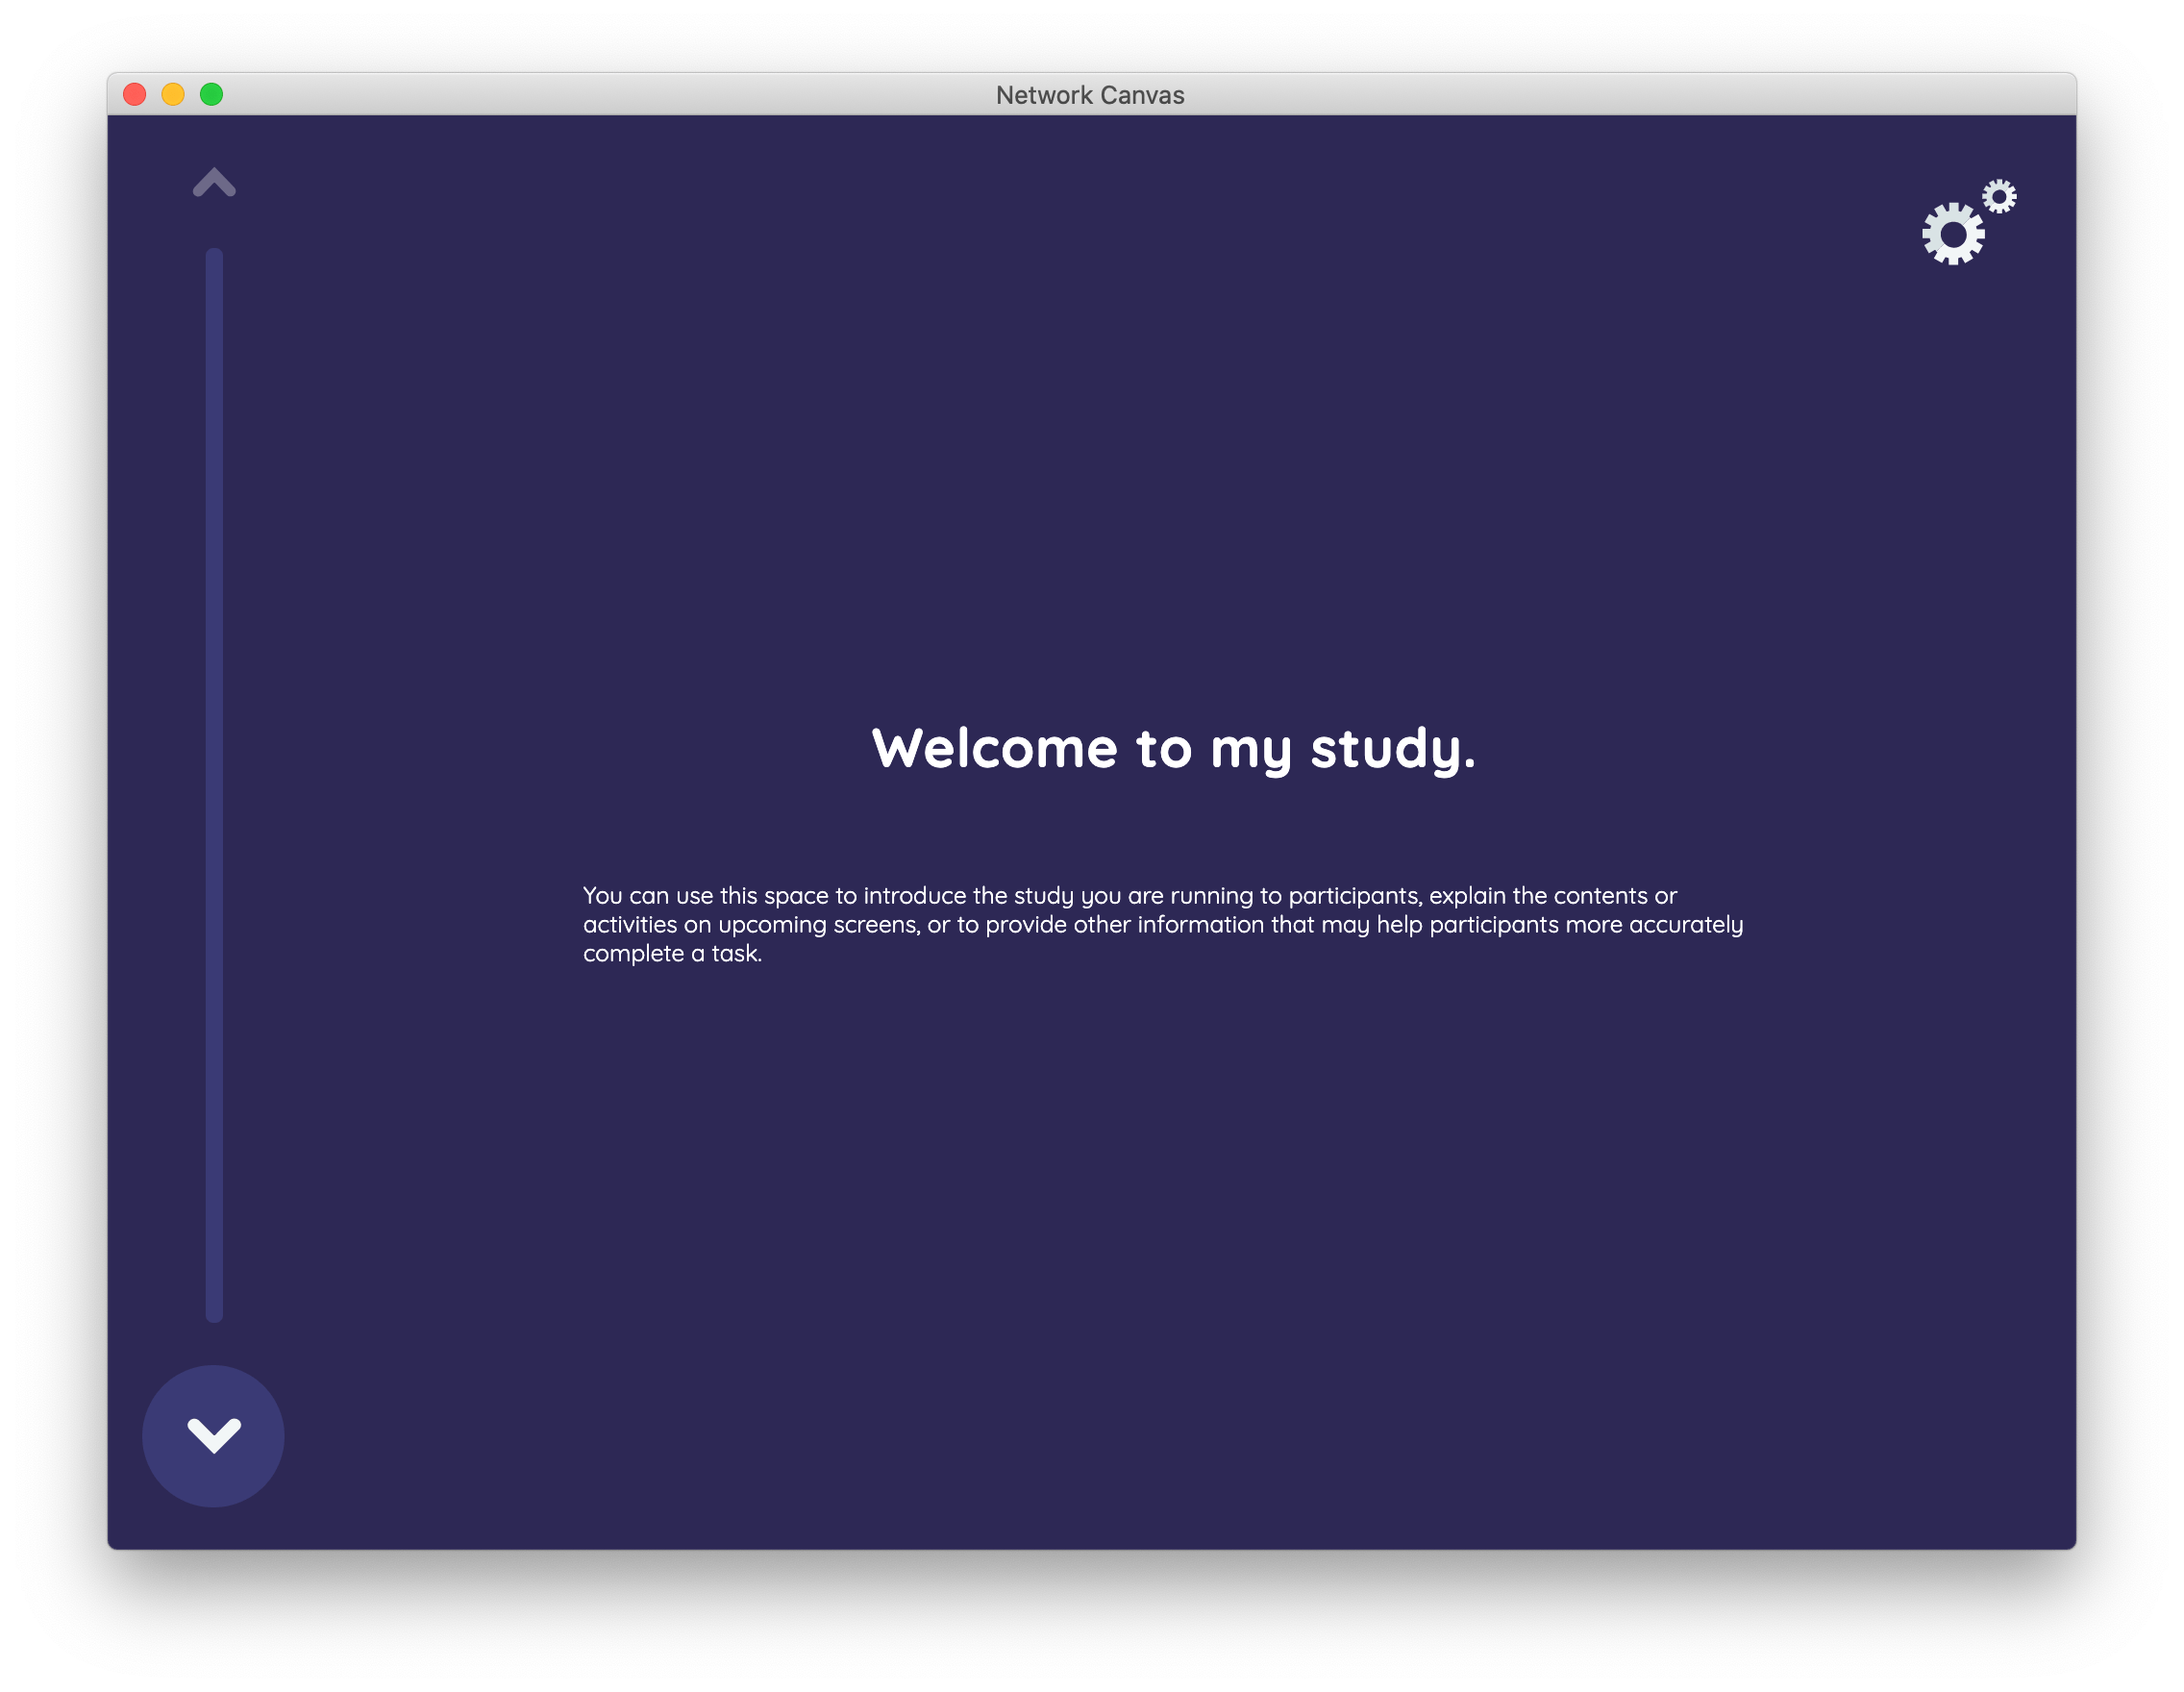 Network Canvas
Welcome to my study.
You can use this space to introduce the study you are running to participants, explain the contents or
activities on upcoming screens, or to provide other information that may help participants more accurately
complete a task.